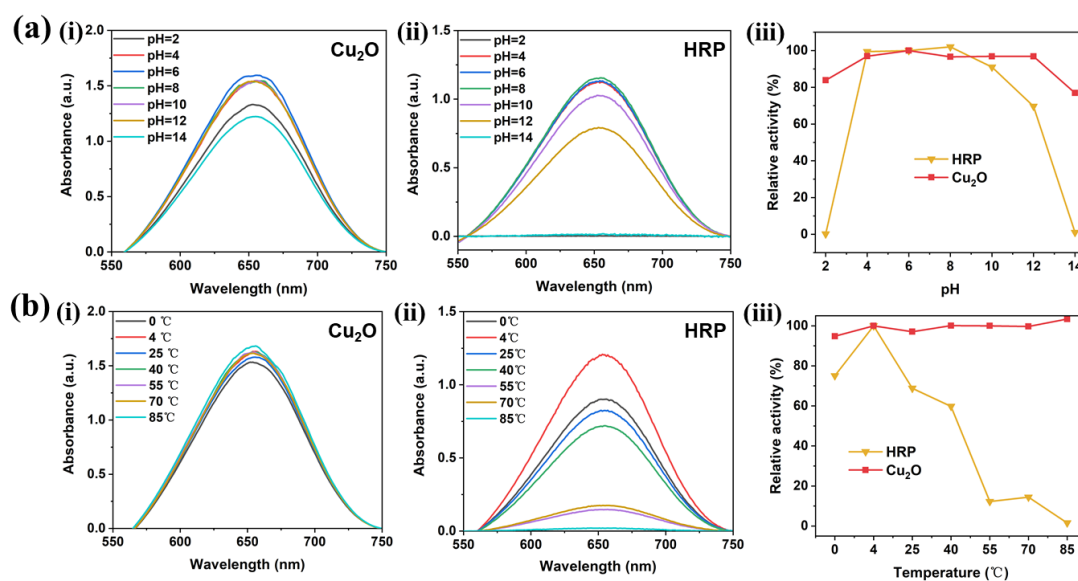 (a)
(i)
Cu₂O
pH=2
pH=4
pH=6
pH=8
pH=10
pH=12
pH=14
Absorbance (a.u.)
2.0
1.5
1.0
0.5
0.0
550 600 650 700 750
Wavelength (nm)
(ii)
HRP
pH=2
pH=4
pH=6
pH=8
pH=10
pH=12
pH=14
Absorbance (a.u.)
1.5
1.0
0.5
0.0
550 600 650 700 750
Wavelength (nm)
(iii)
Relative activity (%)
100
80
60
40
20
0
HRP
Cu₂O
2 4 6 8 10 12 14
pH
(b)
(i)
Cu₂O
0 ℃
4 ℃
25 ℃
40 ℃
55 ℃
70 ℃
85℃
Absorbance (a.u.)
2.0
1.5
1.0
0.5
0.0
550 600 650 700 750
Wavelength (nm)
(ii)
HRP
0℃
4℃
25℃
40℃
55℃
70℃
85℃
Absorbance (a.u.)
1.5
1.0
0.5
0.0
550 600 650 700 750
Wavelength (nm)
(iii)
Relative activity (%)
100
80
60
40
20
0
HRP
Cu₂O
0 4 25 40 55 70 85
Temperature (℃)